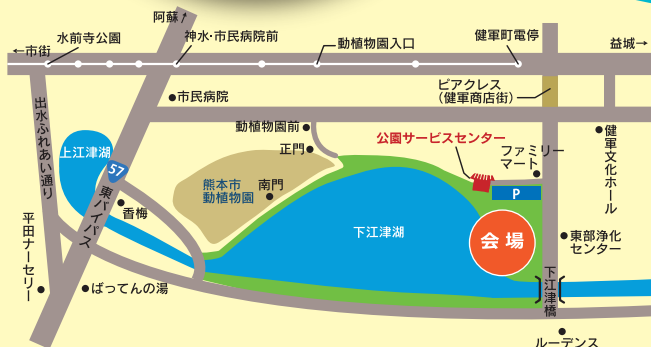 阿蘇↗
←市街
水前寺公園
神水・市民病院前
動植物園入口
健軍町電停
益城→
ピアクレス
(健軍商店街)
市民病院
動植物園前
正門
公園サービスセンター
ファミリー
マート
健軍文化ホール
出水ふれあい通り
上江津湖
57
東バイパス
香梅
熊本市
動植物園
南門
P
下江津湖
会場
東部浄化
センター
平田ナーセリー
ばってんの湯
下江津橋
ルーデンス